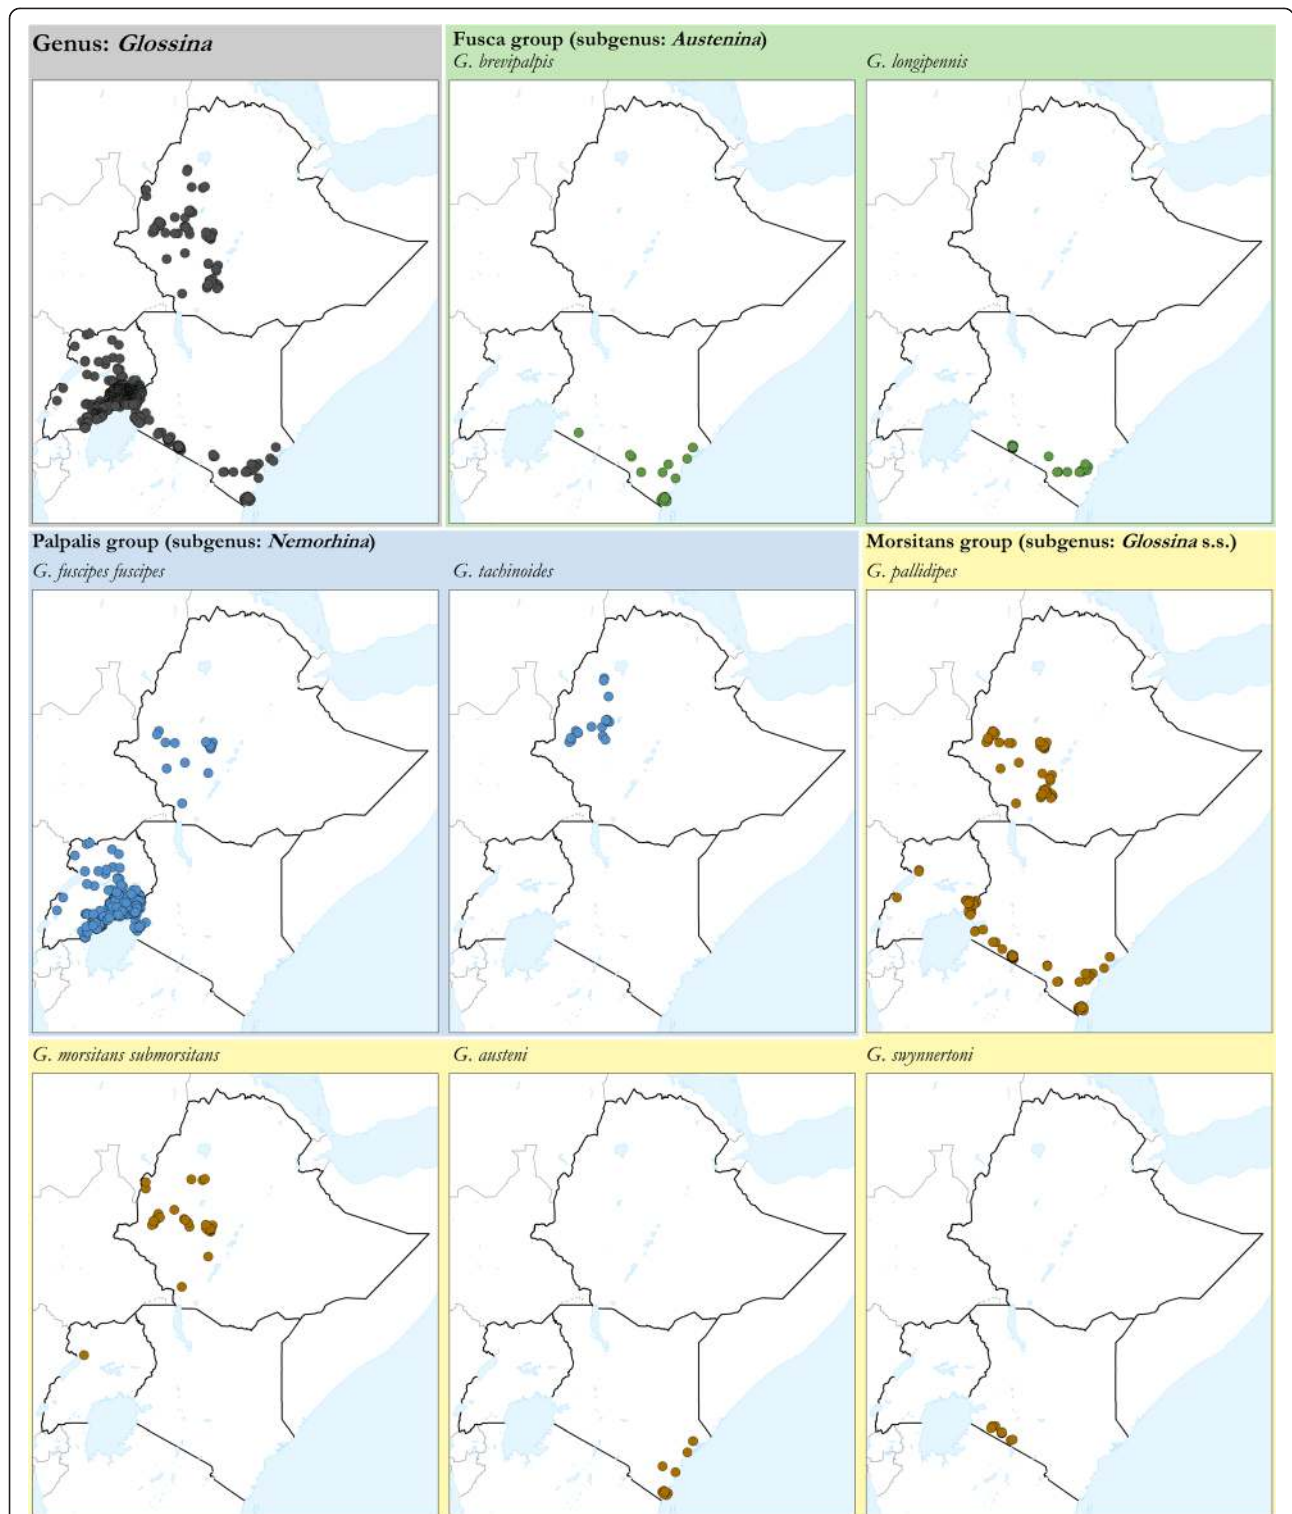 Genus: Glossina
Fusca group (subgenus: Austenina)
G. brevipalpis
G. longipennis
Palpalis group (subgenus: Nemorhina)
G. fuscipes fuscipes
G. tachinoides
Morsitans group (subgenus: Glossina s.s.)
G. pallidipes
G. morsitans submorsitans
G. austeni
G. swynnertoni